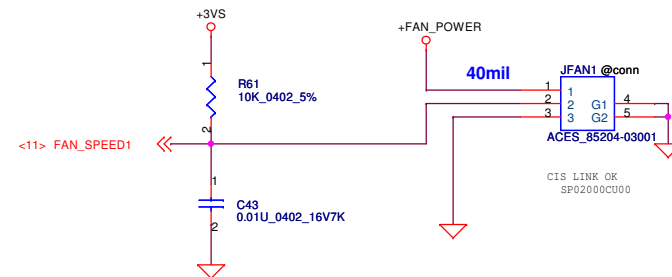 +3VS
+FAN_POWER
40mil
JFAN1 @conn
1
R61
10K_0402_5%
2
1
2
3
1
2
3
G1
G2
4
5
ACES_85204-03001
<11> FAN_SPEED1
CIS LINK OK
SP02000CU00
1
C43
0.01U_0402_16V7K
2